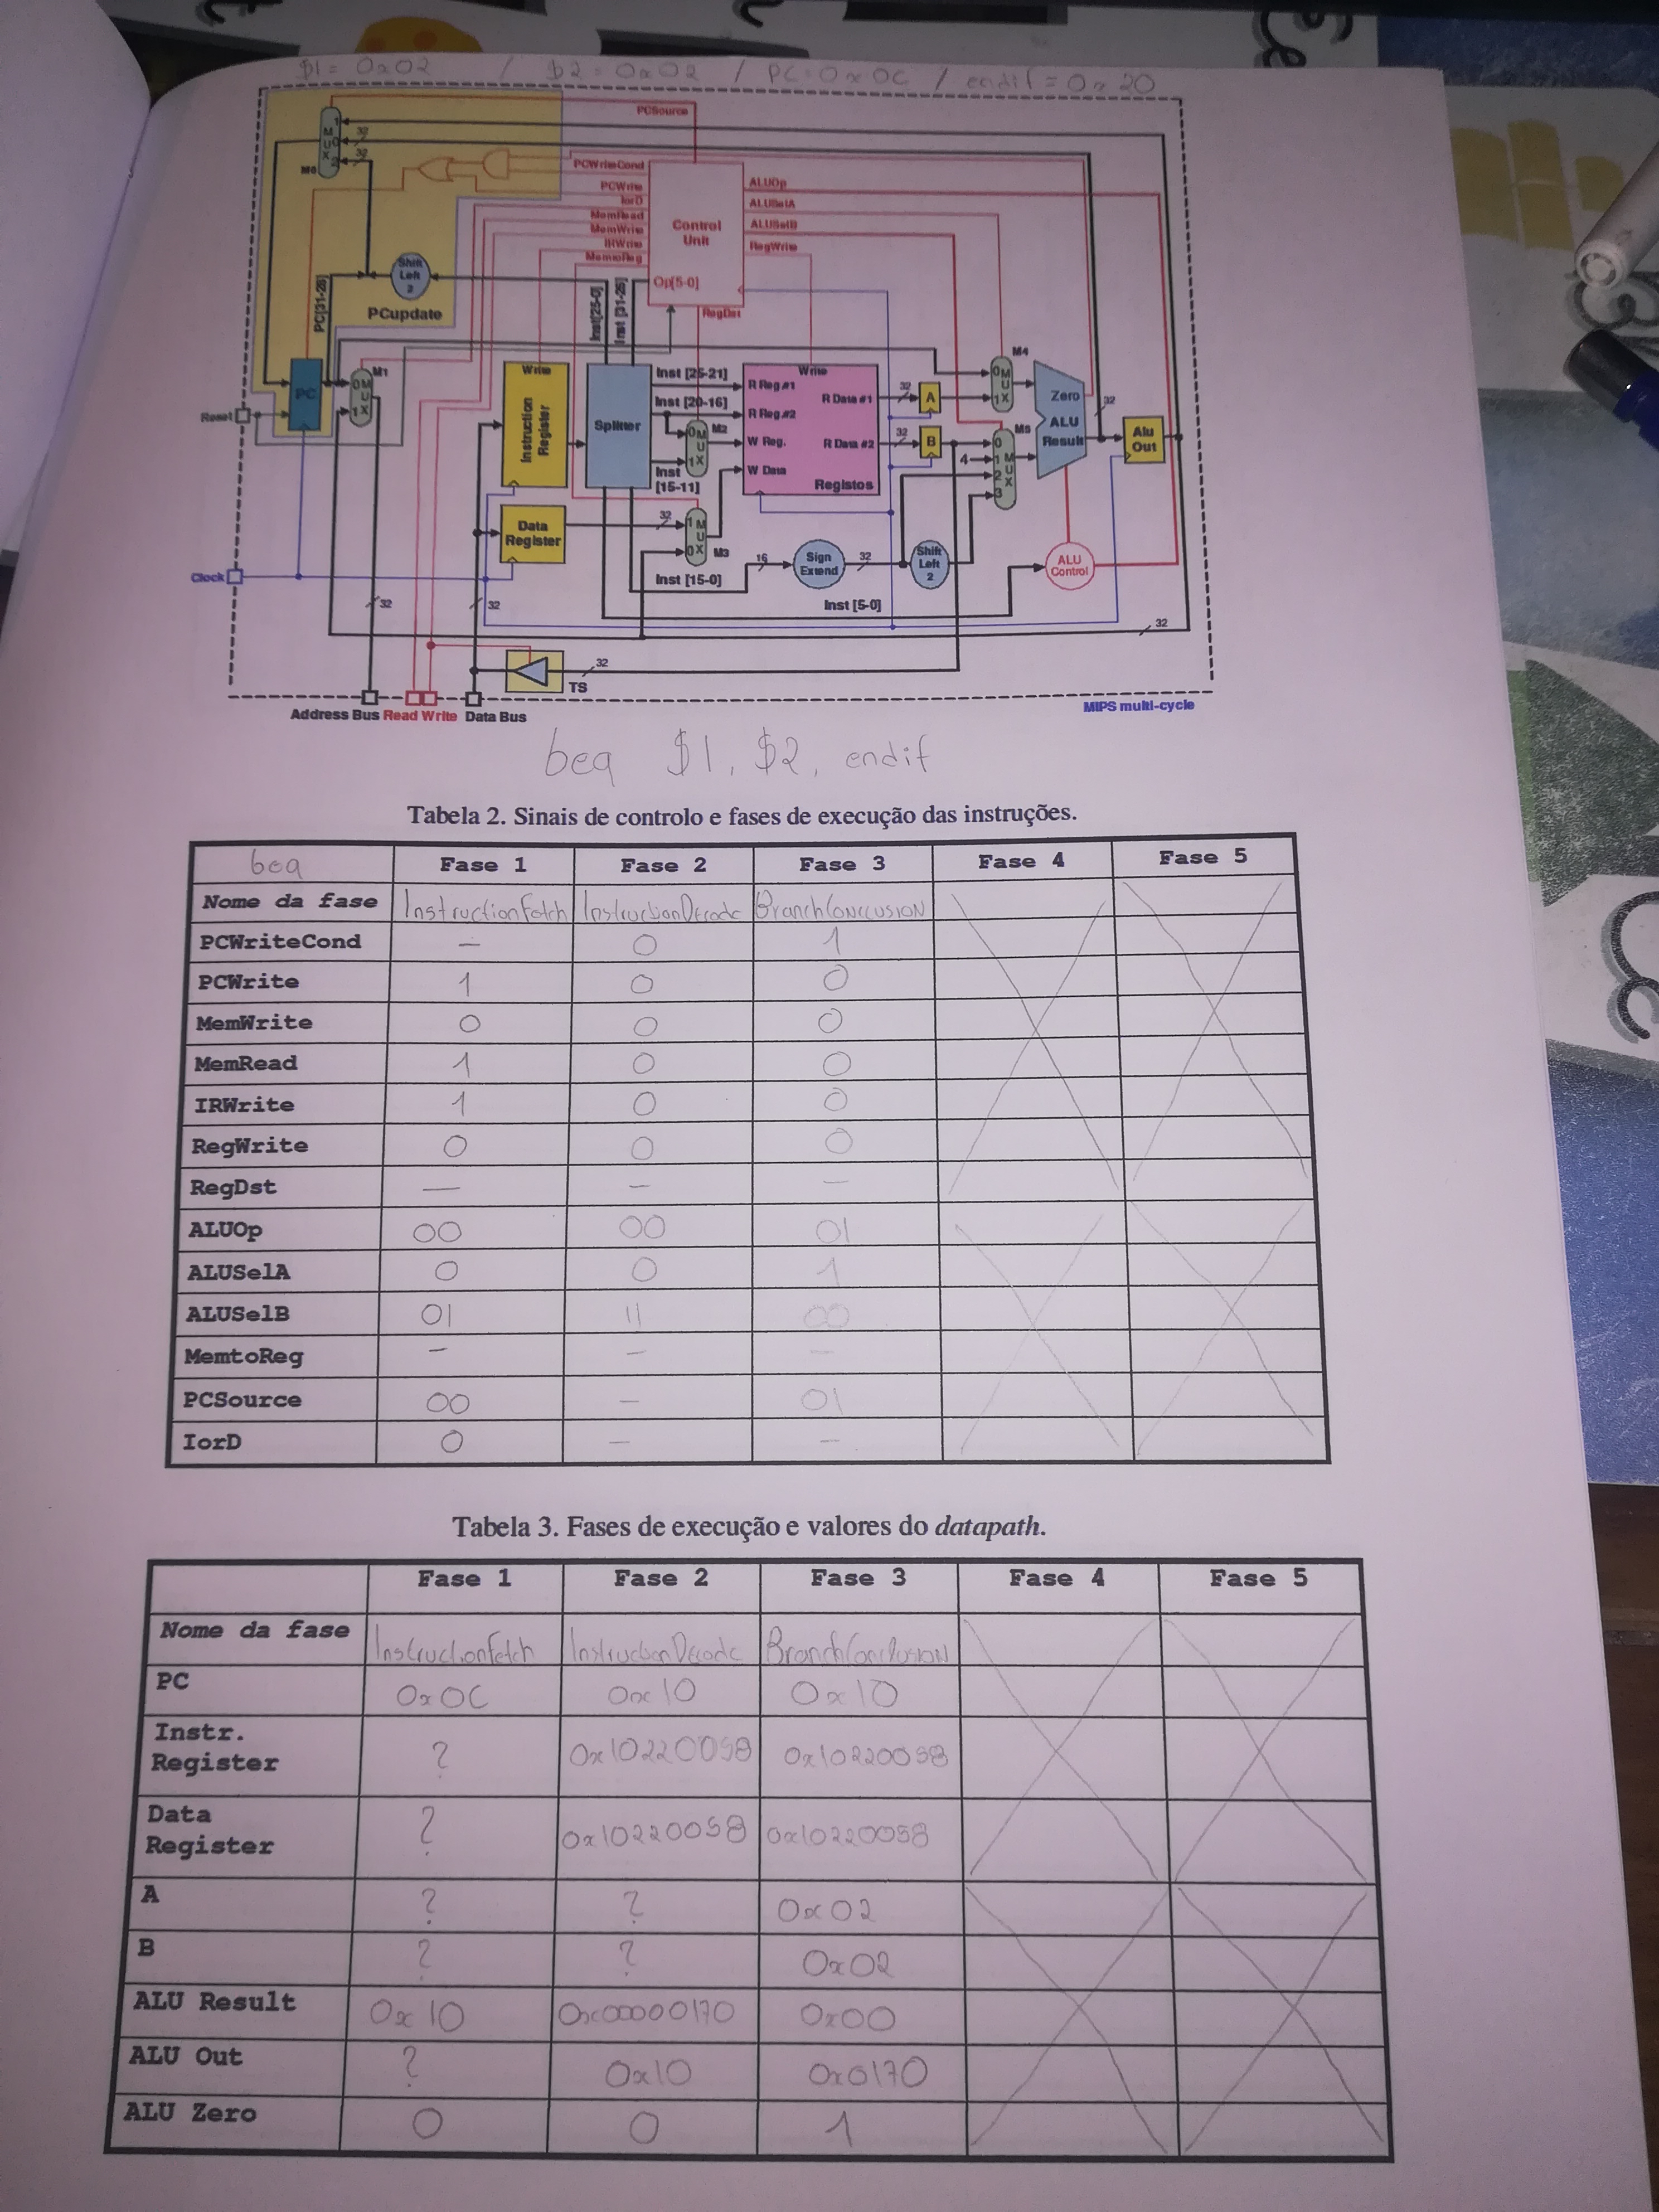 $1= 0x02 / $2=0x02 / PC=0x0C / endif=0x20
PCSource
1
M
U
X
0
2
32
32
M6
PCWriteCond
PCWrite
IorD
MemRead
MemWrite
IRWrite
MemtoReg
Control
Unit
Op[5-0]
ALUOp
ALUSelA
ALUSelB
RegWrite
RegDst
Shift
Left
2
PC[31-28]
PCupdate
Inst[25-0]
Inst [31-26]
PC
Reset
0 M
U
1 X
M1
Write
Instruction
Register
Splitter
Inst [25-21]
Inst [20-16]
Inst
[15-11]
0 M
U
1 X
M2
Write
R Reg.#1
R Reg.#2
W Reg.
W Data
R Data #1
R Data #2
Registos
32
32
A
B
4
M4
0 M
U
1 X
M5
0
1 M
2 U
3 X
Zero
ALU
Result
32
Alu
Out
Data
Register
32
1 M
U
0 X
M3
Inst [15-0]
16
Sign
Extend
32
Shift
Left
2
ALU
Control
Inst [5-0]
Clock
32
32
32
32
TS
Address Bus Read Write Data Bus
MIPS multi-cycle
beq $1, $2, endif
Tabela 2. Sinais de controlo e fases de execução das instruções.
beq Fase 1 Fase 2 Fase 3 Fase 4 Fase 5
Nome da fase InstructionFetch InstructionDecode BranchConclusion
PCWriteCond - 0 1
PCWrite 1 0 0
MemWrite 0 0 0
MemRead 1 0 0
IRWrite 1 0 0
RegWrite 0 0 0
RegDst - - -
ALUOp 00 00 01
ALUSelA 0 0 1
ALUSelB 01 11 00
MemtoReg - - -
PCSource 00 - 01
IorD 0 - -
Tabela 3. Fases de execução e valores do datapath.
Fase 1 Fase 2 Fase 3 Fase 4 Fase 5
Nome da fase InstructionFetch InstructionDecode BranchConclusion
PC 0x0C 0x10 0x10
Instr.
Register ? 0x10220058 0x10220058
Data
Register ? 0x10220058 0x10220058
A ? ? 0x02
B ? ? 0x02
ALU Result 0x10 0x00000170 0x00
ALU Out ? 0x10 0x0170
ALU Zero 0 0 1